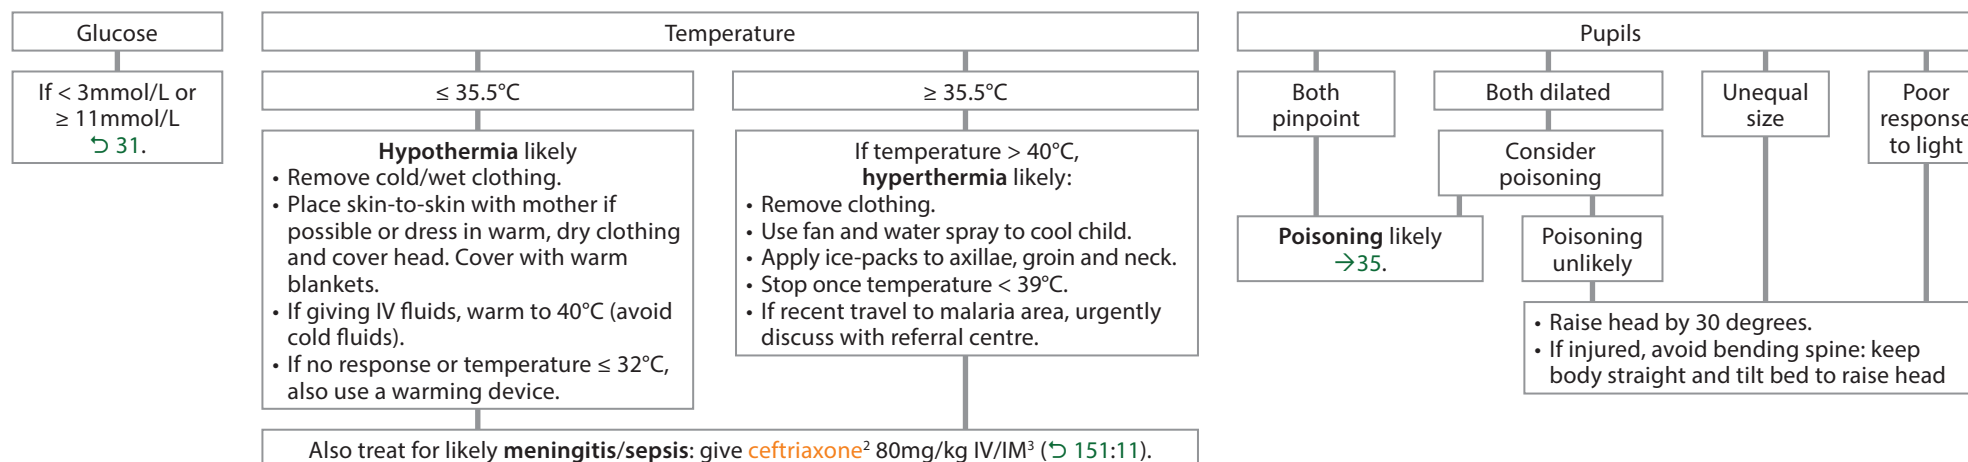 Glucose
If < 3mmol/L or
≥ 11mmol/L
⮌ 31.
Temperature
≤ 35.5°C
Hypothermia likely
• Remove cold/wet clothing.
• Place skin-to-skin with mother if
possible or dress in warm, dry clothing
and cover head. Cover with warm
blankets.
• If giving IV fluids, warm to 40°C (avoid
cold fluids).
• If no response or temperature ≤ 32°C,
also use a warming device.
≥ 35.5°C
If temperature > 40°C,
hyperthermia likely:
• Remove clothing.
• Use fan and water spray to cool child.
• Apply ice-packs to axillae, groin and neck.
• Stop once temperature < 39°C.
• If recent travel to malaria area, urgently
discuss with referral centre.
Also treat for likely meningitis/sepsis: give ceftriaxone² 80mg/kg IV/IM³ (⮌ 151:11).
Pupils
Both
pinpoint
Both dilated
Consider
poisoning
Poisoning likely
→35.
Poisoning
unlikely
Unequal
size
Poor
response
to light
• Raise head by 30 degrees.
• If injured, avoid bending spine: keep
body straight and tilt bed to raise head